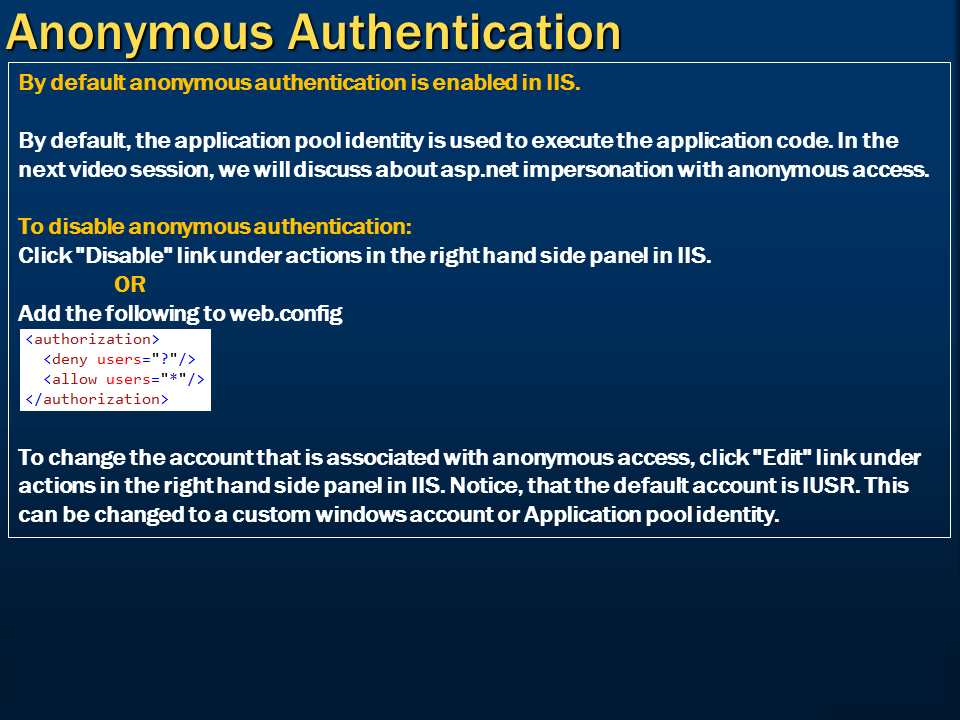 Anonymous Authentication
By default anonymous authentication is enabled in IIS.
By default, the application pool identity is used to execute the application code. In the
next video session, we will discuss about asp.net impersonation with anonymous access.
To disable anonymous authentication:
Click "Disable" link under actions in the right hand side panel in IIS.
OR
Add the following to web.config
<authorization>
<deny users="?"/>
<allow users="*"/>
</authorization>
To change the account that is associated with anonymous access, click "Edit" link under
actions in the right hand side panel in IIS. Notice, that the default account is IUSR. This
can be changed to a custom windows account or Application pool identity.